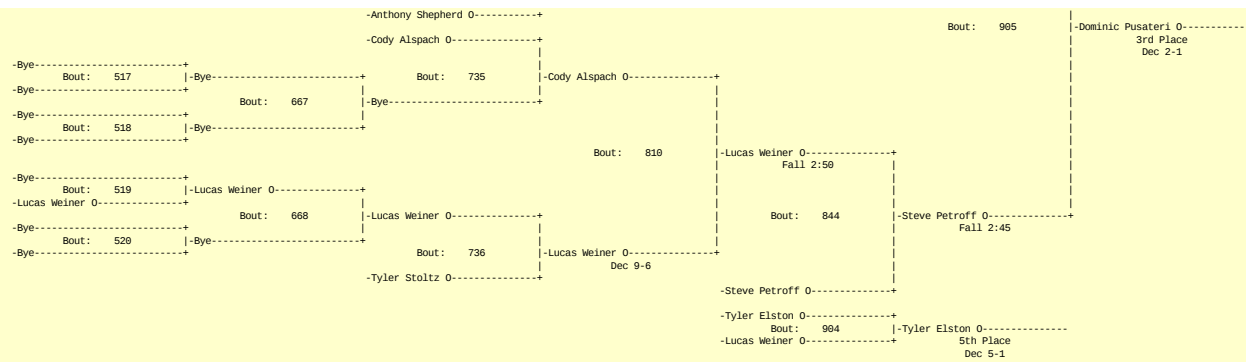 -Anthony Shepherd O-----------+ |
Bout: 905 |-Dominic Pusateri O-----------
-Cody Alspach O--------------+ | 3rd Place
| | Dec 2-1
-Bye-------------------------+ | |
Bout: 517 |-Bye------------------------+ Bout: 735 |-Cody Alspach O--------------+ |
-Bye-------------------------+ | | | |
Bout: 667 |-Bye------------------------+ | |
-Bye-------------------------+ | | |
Bout: 518 |-Bye------------------------+ | |
-Bye-------------------------+ | |
Bout: 810 |-Lucas Weiner O--------------+ |
| Fall 2:50 | |
-Bye-------------------------+ | | |
Bout: 519 |-Lucas Weiner O--------------+ | | |
-Lucas Weiner O--------------+ | | | |
Bout: 668 |-Lucas Weiner O--------------+ | Bout: 844 |-Steve Petroff O-------------+
-Bye-------------------------+ | | | | Fall 2:45
Bout: 520 |-Bye------------------------+ | | |
-Bye-------------------------+ Bout: 736 |-Lucas Weiner O--------------+ |
| Dec 9-6 |
-Tyler Stoltz O--------------+ |
-Steve Petroff O-------------+
-Tyler Elston O--------------+
Bout: 904 |-Tyler Elston O--------------
-Lucas Weiner O--------------+ 5th Place
Dec 5-1